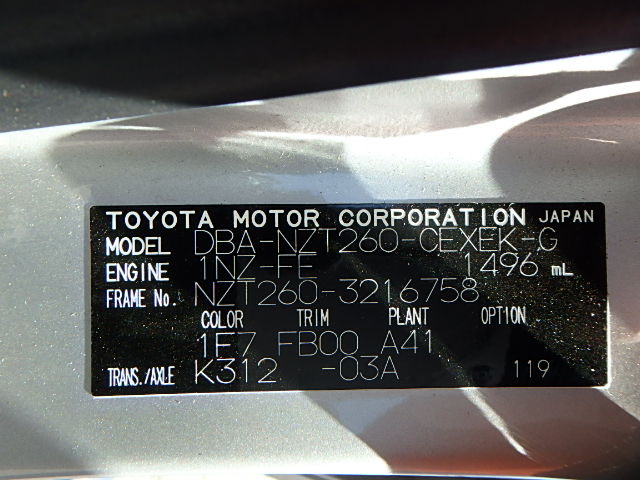 TOYOTA MOTOR CORPORATION JAPAN
MODEL DBA-NZT260-CEXEK-G
ENGINE 1NZ-FE 1496 mL
FRAME No. NZT260-3216758
COLOR TRIM PLANT OPTION
1E7 FB00 A41
TRANS./AXLE K312 -03A 119